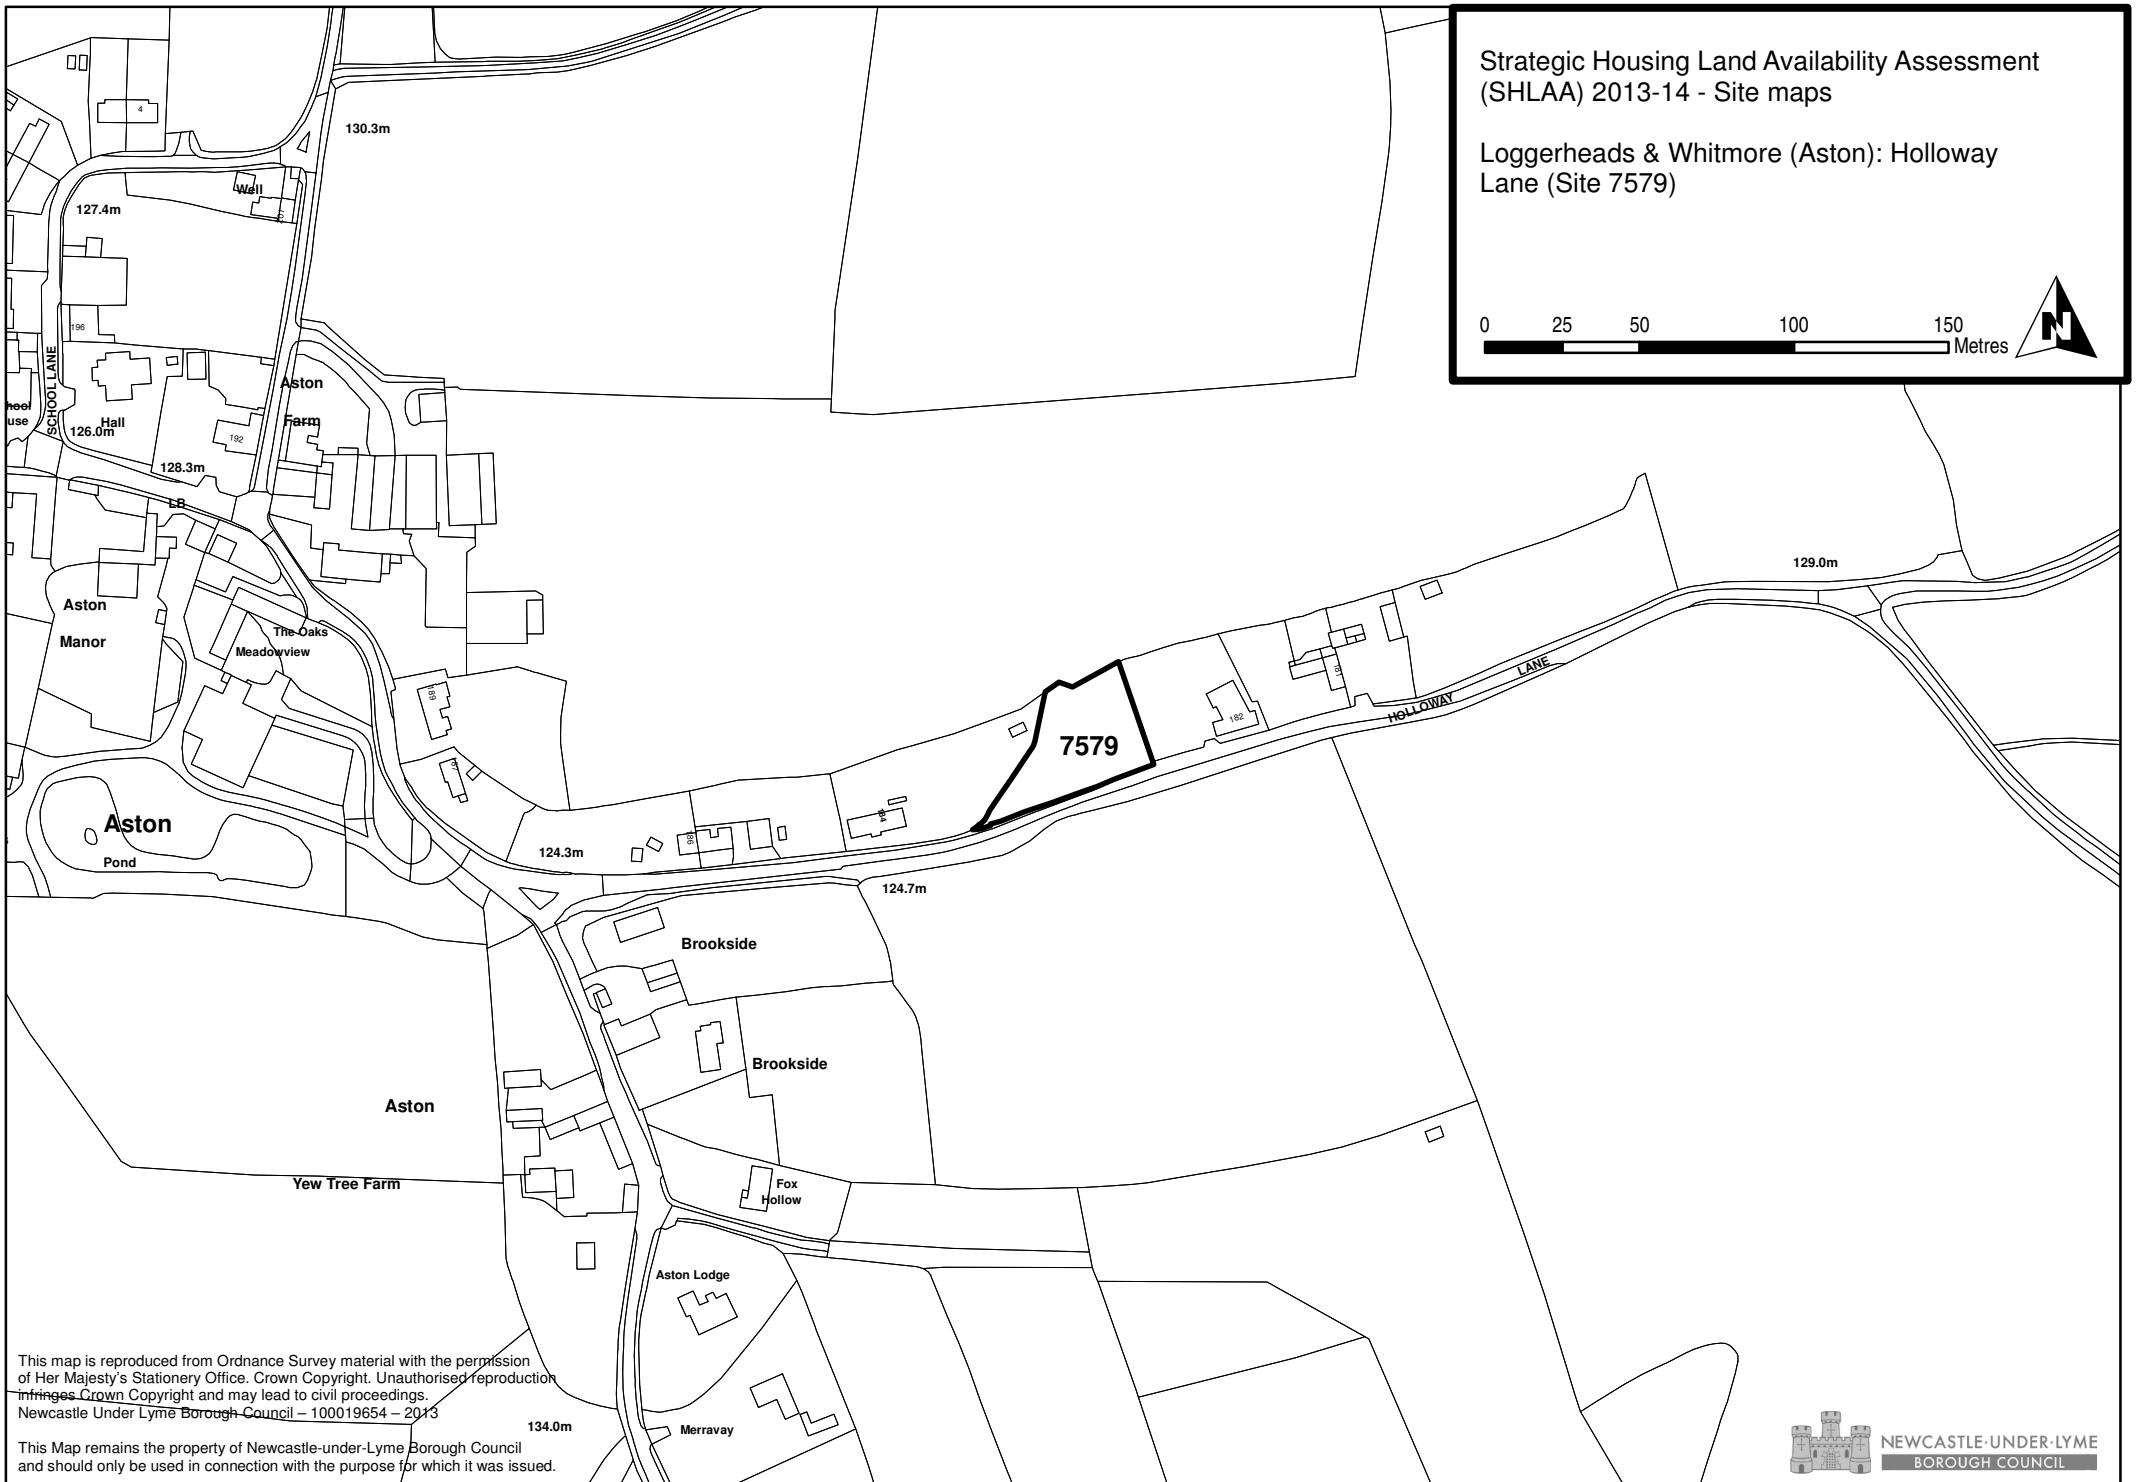 Strategic Housing Land Availability Assessment
(SHLAA) 2013-14 - Site maps
Loggerheads & Whitmore (Aston): Holloway
Lane (Site 7579)
0 25 50 100 150
Metres
N
4
130.3m
Well
127.4m
196
SCHOOL LANE
Aston
Farm
Hall
126.0m
192
128.3m
LB
Aston
Manor
The Oaks
Meadowview
189
129.0m
181
LANE
HOLLOWAY
182
7579
184
186
Aston
Pond
124.3m
124.7m
Brookside
Brookside
Aston
Yew Tree Farm
Fox
Hollow
Aston Lodge
Merravay
134.0m
This map is reproduced from Ordnance Survey material with the permission
of Her Majesty's Stationery Office. Crown Copyright. Unauthorised reproduction
infringes Crown Copyright and may lead to civil proceedings.
Newcastle Under Lyme Borough Council – 100019654 – 2013
This Map remains the property of Newcastle-under-Lyme Borough Council
and should only be used in connection with the purpose for which it was issued.
NEWCASTLE·UNDER·LYME
BOROUGH COUNCIL